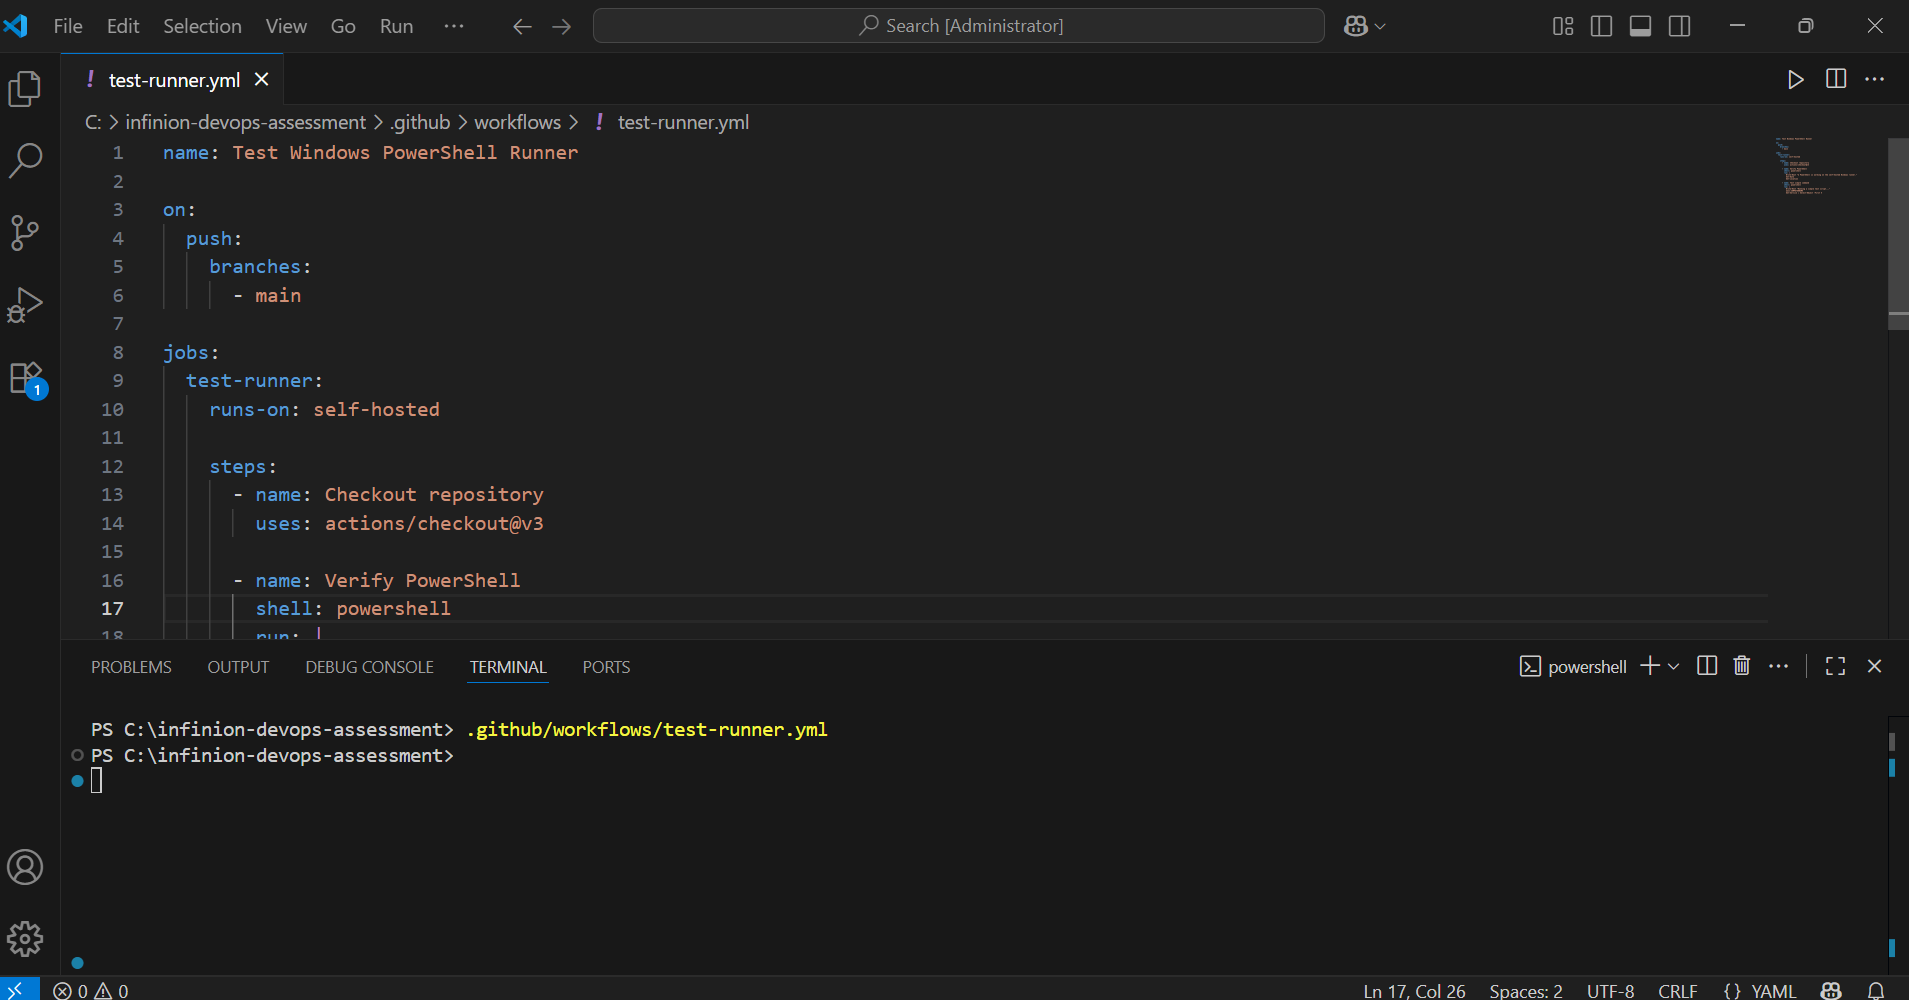 File Edit Selection View Go Run ···
Search [Administrator]
! test-runner.yml
C: > infinion-devops-assessment > .github > workflows > ! test-runner.yml
1 name: Test Windows PowerShell Runner
2
3 on:
4 push:
5 branches:
6 - main
7
8 jobs:
9 test-runner:
10 runs-on: self-hosted
11
12 steps:
13 - name: Checkout repository
14 uses: actions/checkout@v3
15
16 - name: Verify PowerShell
17 shell: powershell
18 run: |
1
PROBLEMS OUTPUT DEBUG CONSOLE TERMINAL PORTS
powershell
PS C:\infinion-devops-assessment> .github/workflows/test-runner.yml
PS C:\infinion-devops-assessment>
0 0
Ln 17, Col 26 Spaces: 2 UTF-8 CRLF {} YAML